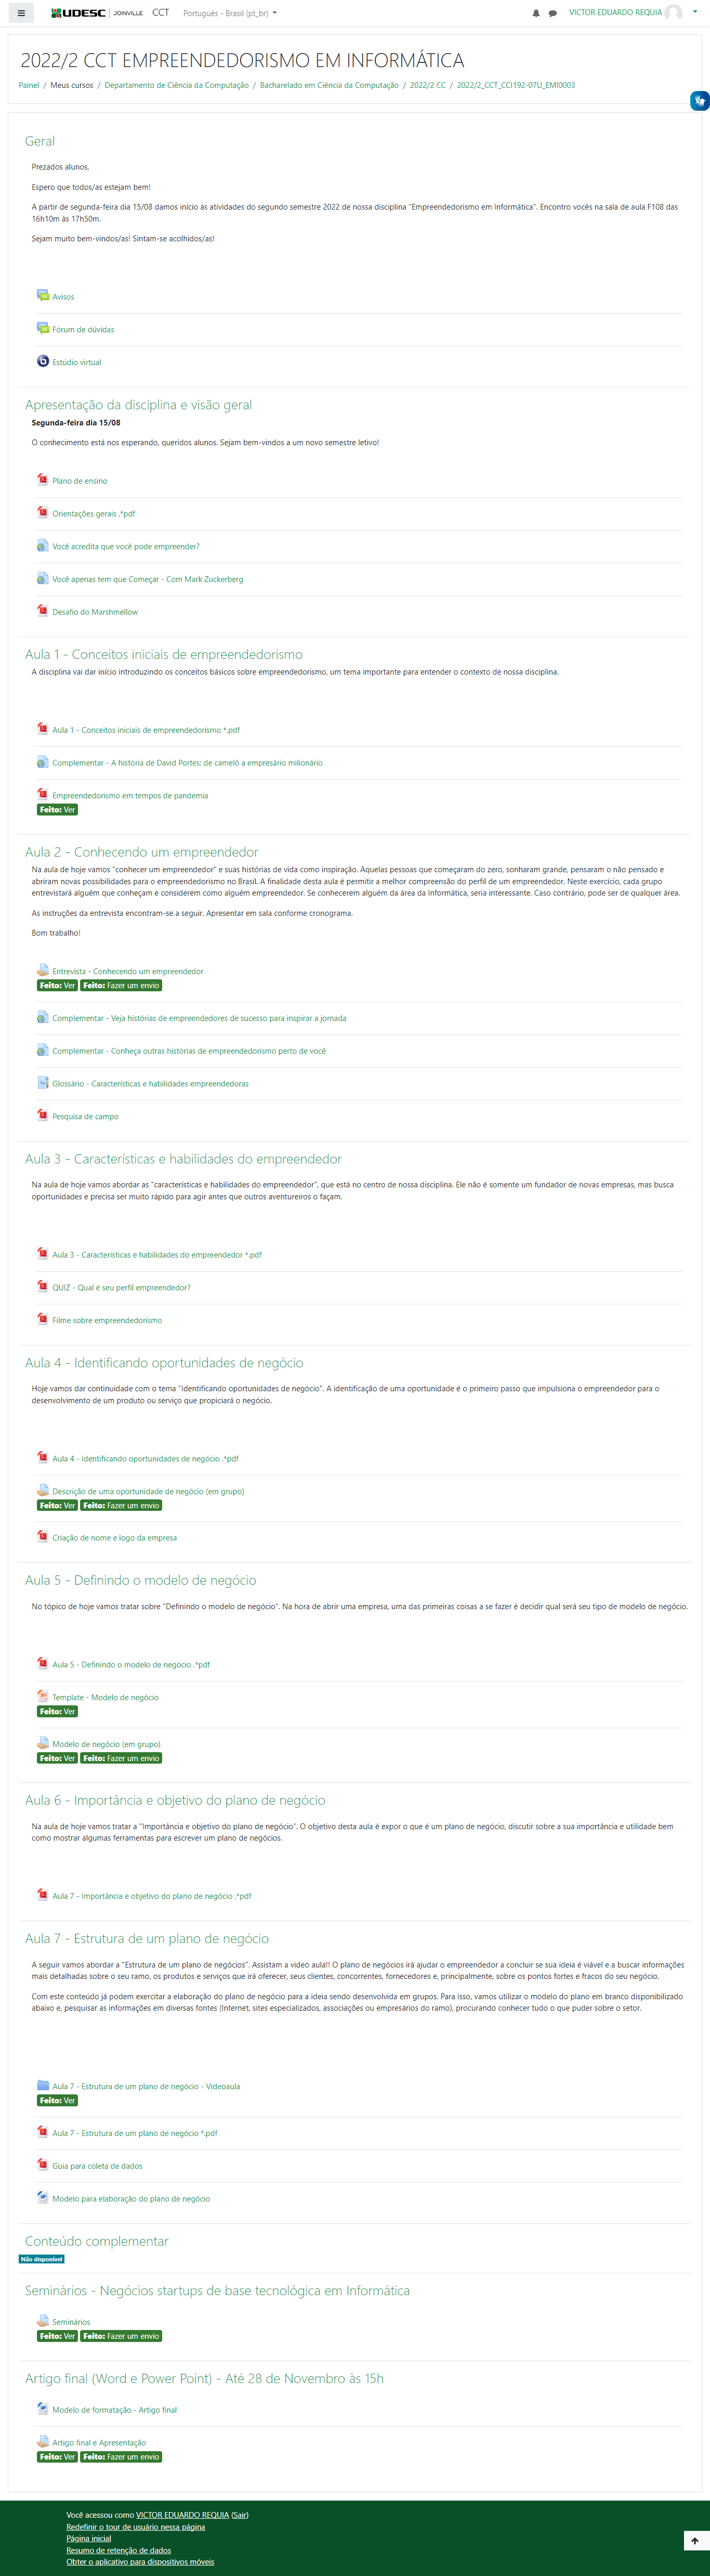 UDESC JOINVILLE CCT Português - Brasil (pt_br) VICTOR EDUARDO REQUIA
2022/2 CCT EMPREENDEDORISMO EM INFORMÁTICA
Painel / Meus cursos / Departamento de Ciência da Computação / Bacharelado em Ciência da Computação / 2022/2 CC / 2022/2_CCT_CCI192-07U_EMI0003
Geral
Prezados alunos,
Espero que todos/as estejam bem!
A partir de segunda-feira dia 15/08 damos início às atividades do segundo semestre 2022 de nossa disciplina "Empreendedorismo em Informática". Encontro vocês na sala de aula F108 das
16h10m às 17h50m.
Sejam muito bem-vindos/as! Sintam-se acolhidos/as!
Avisos
Fórum de dúvidas
Estúdio virtual
Apresentação da disciplina e visão geral
Segunda-feira dia 15/08
O conhecimento está nos esperando, queridos alunos. Sejam bem-vindos a um novo semestre letivo!
Plano de ensino
Orientações gerais .*pdf
Você acredita que você pode empreender?
Você apenas tem que Começar - Com Mark Zuckerberg
Desafio do Marshmellow
Aula 1 - Conceitos iniciais de empreendedorismo
A disciplina vai dar início introduzindo os conceitos básicos sobre empreendedorismo, um tema importante para entender o contexto de nossa disciplina.
Aula 1 - Conceitos iniciais de empreendedorismo *.pdf
Complementar - A história de David Portes: de camelô a empresário milionário
Empreendedorismo em tempos de pandemia
Feito: Ver
Aula 2 - Conhecendo um empreendedor
Na aula de hoje vamos "conhecer um empreendedor" e suas histórias de vida como inspiração. Aquelas pessoas que começaram do zero, sonharam grande, pensaram o não pensado e
abriram novas possibilidades para o empreendedorismo no Brasil. A finalidade desta aula é permitir a melhor compreensão do perfil de um empreendedor. Neste exercício, cada grupo
entrevistará alguém que conheçam e considerem como alguém empreendedor. Se conhecerem alguém da área da Informática, seria interessante. Caso contrário, pode ser de qualquer área.
As instruções da entrevista encontram-se a seguir. Apresentar em sala conforme cronograma.
Bom trabalho!
Entrevista - Conhecendo um empreendedor
Feito: Ver Feito: Fazer um envio
Complementar - Veja histórias de empreendedores de sucesso para inspirar a jornada
Complementar - Conheça outras histórias de empreendedorismo perto de você
Glossário - Características e habilidades empreendedoras
Pesquisa de campo
Aula 3 - Características e habilidades do empreendedor
Na aula de hoje vamos abordar as "características e habilidades do empreendedor", que está no centro de nossa disciplina. Ele não é somente um fundador de novas empresas, mas busca
oportunidades e precisa ser muito rápido para agir antes que outros aventureiros o façam.
Aula 3 - Características e habilidades do empreendedor *.pdf
QUIZ - Qual é seu perfil empreendedor?
Filme sobre empreendedorismo
Aula 4 - Identificando oportunidades de negócio
Hoje vamos dar continuidade com o tema "Identificando oportunidades de negócio". A identificação de uma oportunidade é o primeiro passo que impulsiona o empreendedor para o
desenvolvimento de um produto ou serviço que propiciará o negócio.
Aula 4 - Identificando oportunidades de negócio .*pdf
Descrição de uma oportunidade de negócio (em grupo)
Feito: Ver Feito: Fazer um envio
Criação de nome e logo da empresa
Aula 5 - Definindo o modelo de negócio
No tópico de hoje vamos tratar sobre "Definindo o modelo de negócio". Na hora de abrir uma empresa, uma das primeiras coisas a se fazer é decidir qual será seu tipo de modelo de negócio.
Aula 5 - Definindo o modelo de negócio .*pdf
Template - Modelo de negócio
Feito: Ver
Modelo de negócio (em grupo)
Feito: Ver Feito: Fazer um envio
Aula 6 - Importância e objetivo do plano de negócio
Na aula de hoje vamos tratar a "Importância e objetivo do plano de negócio". O objetivo desta aula é expor o que é um plano de negócio, discutir sobre a sua importância e utilidade bem
como mostrar algumas ferramentas para escrever um plano de negócios.
Aula 7 - Importância e objetivo do plano de negócio .*pdf
Aula 7 - Estrutura de um plano de negócio
A seguir vamos abordar a "Estrutura de um plano de negócios". Assistam a video aula!! O plano de negócios irá ajudar o empreendedor a concluir se sua ideia é viável e a buscar informações
mais detalhadas sobre o seu ramo, os produtos e serviços que irá oferecer, seus clientes, concorrentes, fornecedores e, principalmente, sobre os pontos fortes e fracos do seu negócio.
Com este conteúdo já podem exercitar a elaboração do plano de negócio para a ideia sendo desenvolvida em grupos. Para isso, vamos utilizar o modelo do plano em branco disponibilizado
abaixo e, pesquisar as informações em diversas fontes (Internet, sites especializados, associações ou empresários do ramo), procurando conhecer tudo o que puder sobre o setor.
Aula 7 - Estrutura de um plano de negócio - Videoaula
Feito: Ver
Aula 7 - Estrutura de um plano de negócio *.pdf
Guia para coleta de dados
Modelo para elaboração do plano de negócio
Conteúdo complementar
Não disponível
Seminários - Negócios startups de base tecnológica em Informática
Seminários
Feito: Ver Feito: Fazer um envio
Artigo final (Word e Power Point) - Até 28 de Novembro às 15h
Modelo de formatação - Artigo final
Artigo final e Apresentação
Feito: Ver Feito: Fazer um envio
Você acessou como VICTOR EDUARDO REQUIA (Sair)
Redefinir o tour de usuário nessa página
Página inicial
Resumo de retenção de dados
Obter o aplicativo para dispositivos móveis